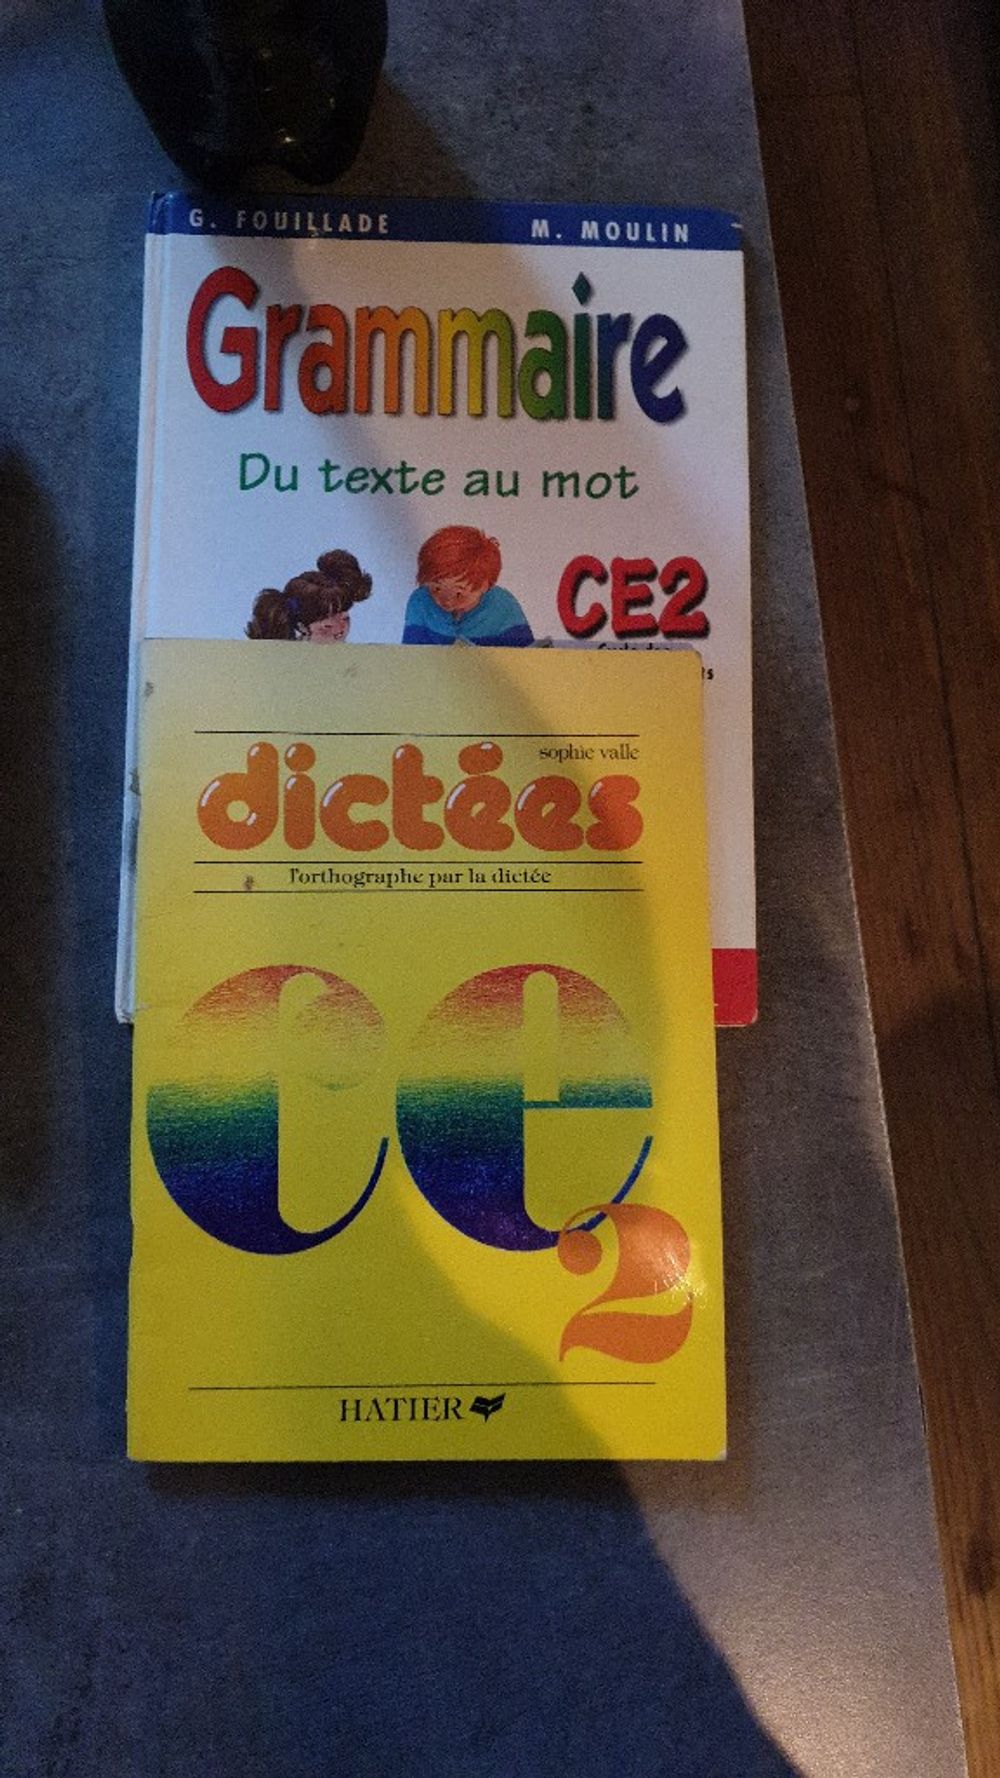 G. FOUILLADE M. MOULIN
Grammaire
Du texte au mot
CE2
sophie valle
dictées
l'orthographe par la dictée
ce2
HATIER